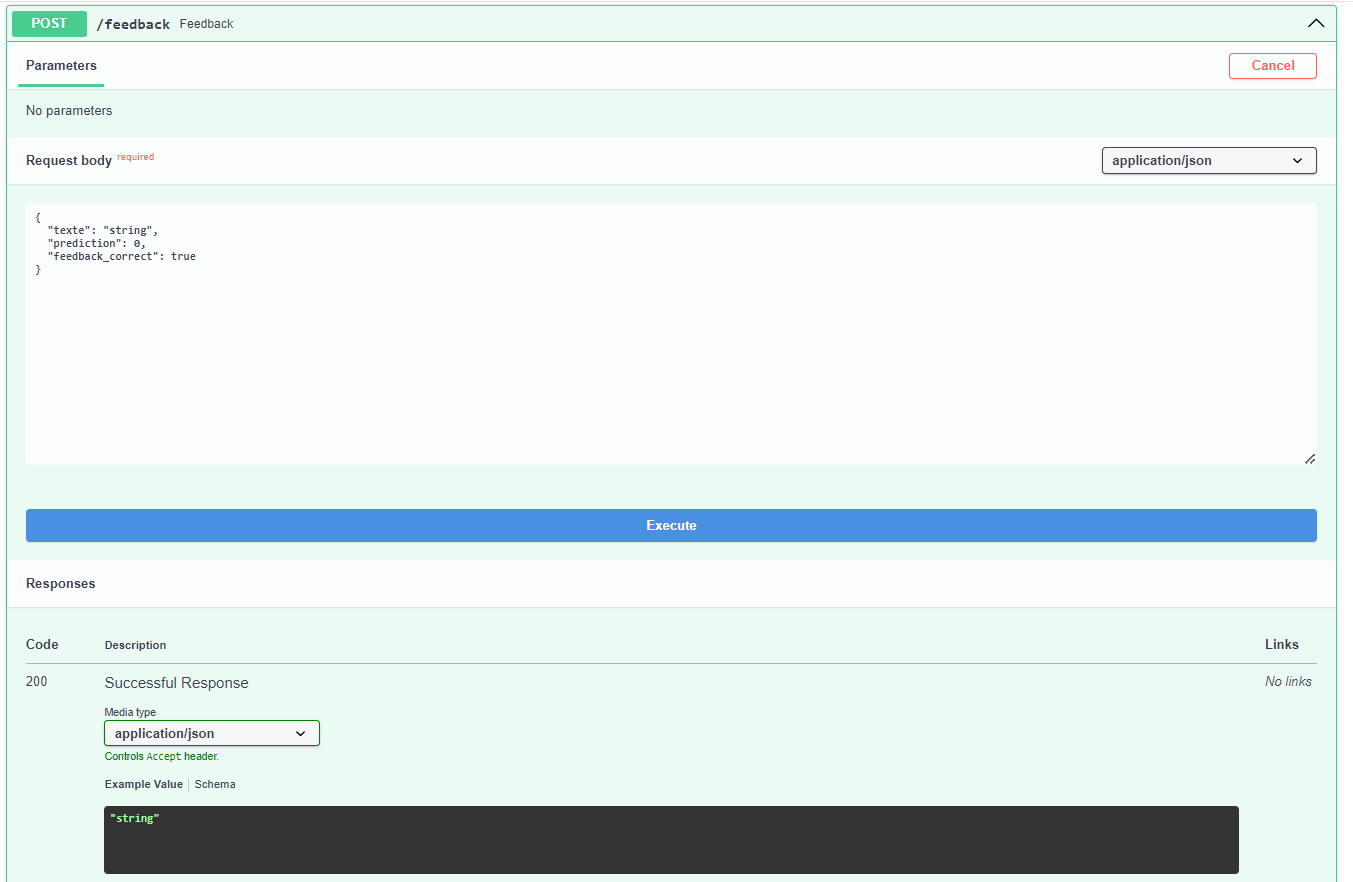 POST /feedback Feedback
Parameters
Cancel
No parameters
Request body required
application/json
{
  "texte": "string",
  "prediction": 0,
  "feedback_correct": true
}
Execute
Responses
Code Description Links
200 Successful Response No links
Media type
application/json
Controls Accept header.
Example Value Schema
"string"